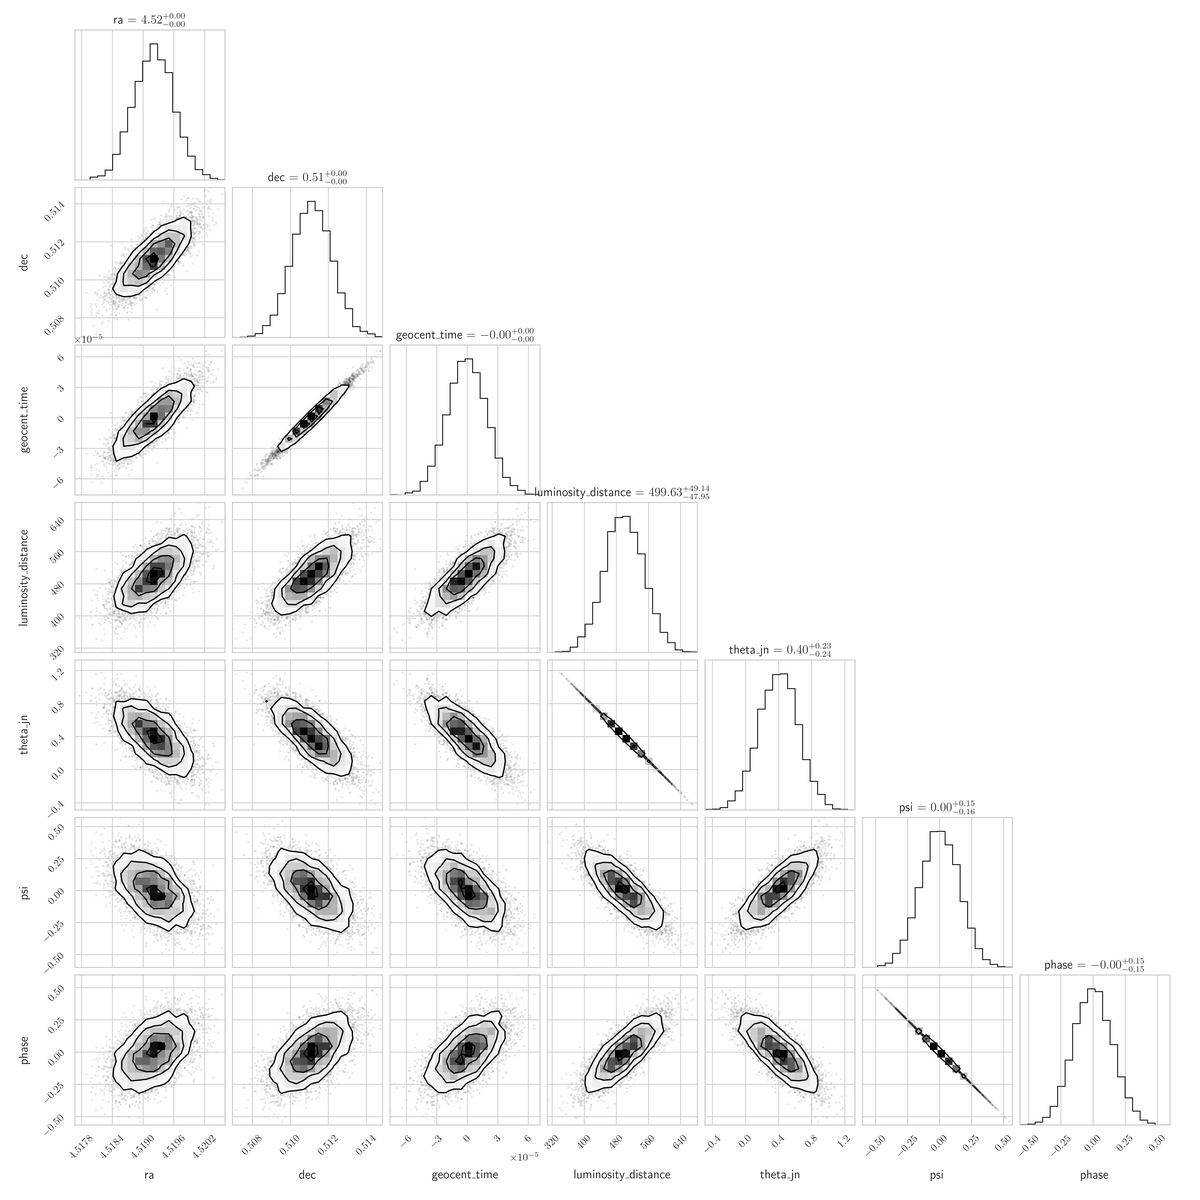 ra = 4.52+0.00−0.00
dec = 0.51+0.00−0.00
0.514
0.512
0.510
0.508
dec
×10−5
geocent_time = −0.00+0.00−0.00
6
3
0
−3
−6
geocent_time
luminosity_distance = 499.63+49.14−47.95
640
560
480
400
320
luminosity_distance
theta_jn = 0.40+0.23−0.24
1.2
0.8
0.4
0.0
−0.4
theta_jn
psi = 0.00+0.15−0.16
0.50
0.25
0.00
−0.25
−0.50
psi
phase = −0.00+0.15−0.15
0.50
0.25
0.00
−0.25
−0.50
phase
4.5178 4.5184 4.5190 4.5196 4.5202 0.508 0.510 0.512 0.514 −6 −3 0 3 6 320 400 480 560 640 −0.4 0.0 0.4 0.8 1.2 −0.50 −0.25 0.00 0.25 0.50 −0.50 −0.25 0.00 0.25 0.50
×10−5
ra dec geocent_time luminosity_distance theta_jn psi phase